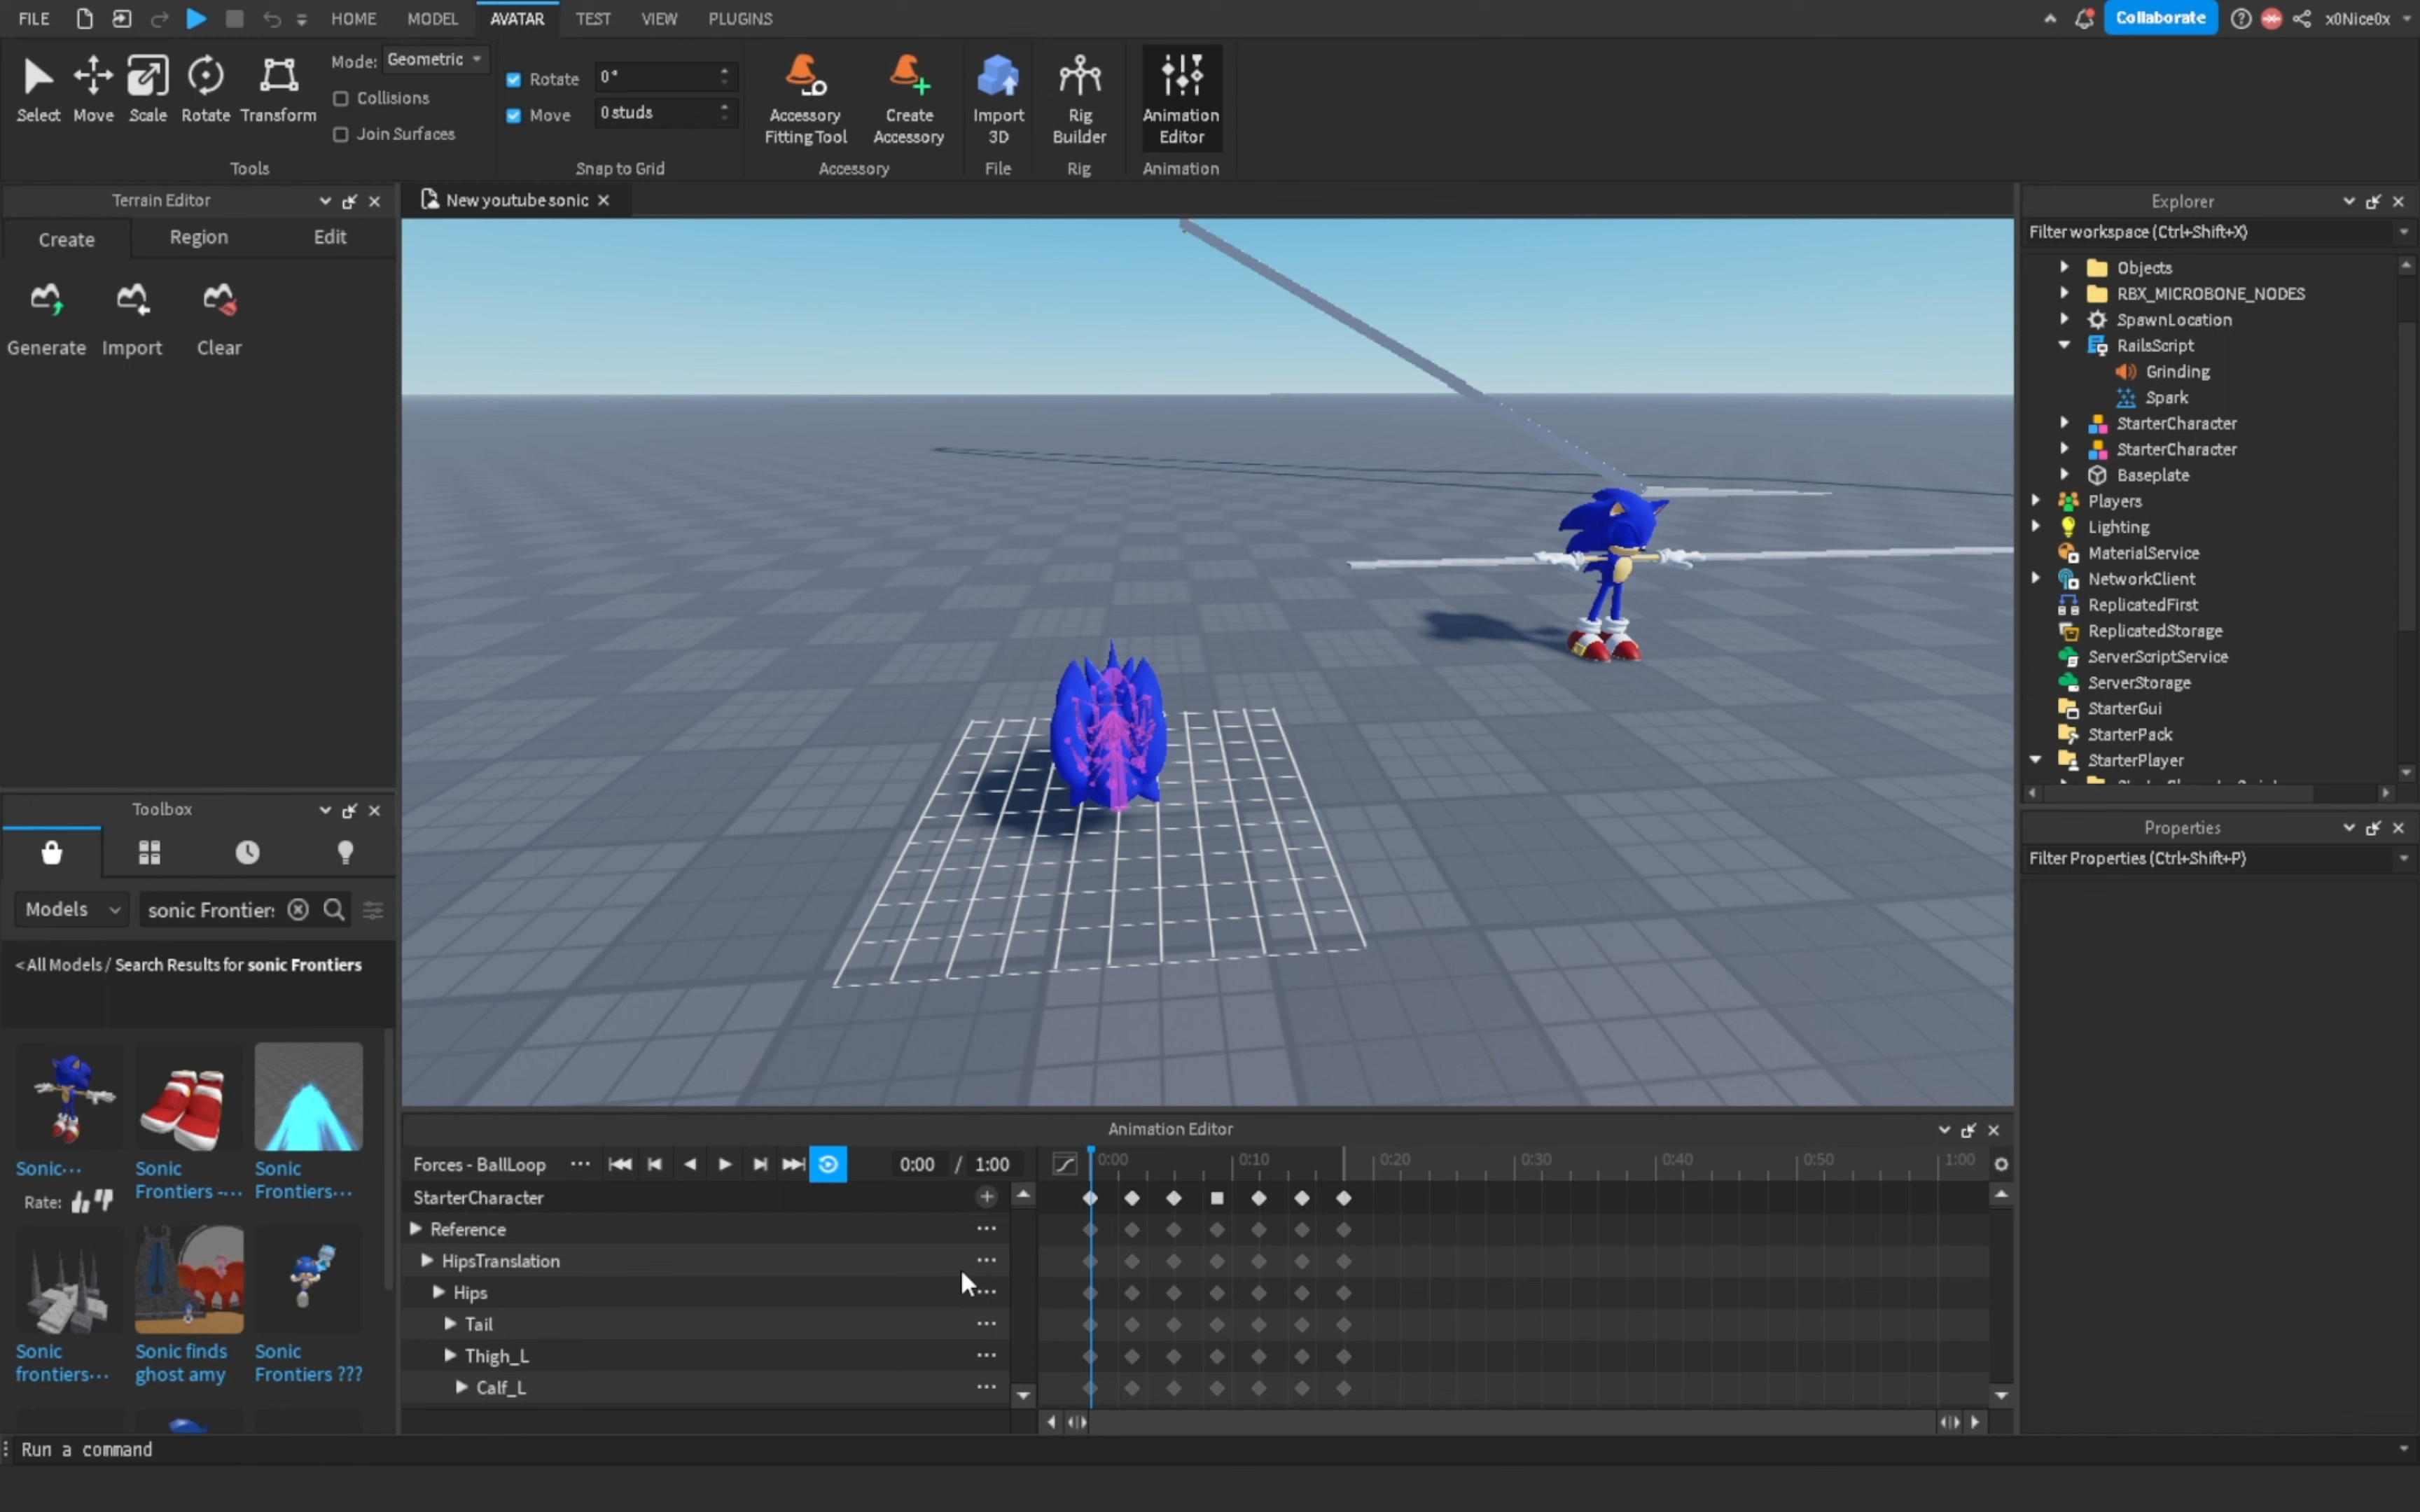 FILE HOME MODEL AVATAR TEST VIEW PLUGINS Collaborate x0Nice0x
Select Move Scale Rotate Transform
Mode: Geometric
Collisions
Join Surfaces
Rotate 0°
Move 0 studs
Accessory Fitting Tool
Create Accessory
Import 3D
Rig Builder
Animation Editor
Tools Snap to Grid Accessory File Rig Animation
Terrain Editor
Create Region Edit
Generate Import Clear
New youtube sonic
Explorer
Filter workspace (Ctrl+Shift+X)
Objects
RBX_MICROBONE_NODES
SpawnLocation
RailsScript
Grinding
Spark
StarterCharacter
StarterCharacter
Baseplate
Players
Lighting
MaterialService
NetworkClient
ReplicatedFirst
ReplicatedStorage
ServerScriptService
ServerStorage
StarterGui
StarterPack
StarterPlayer
Properties
Filter Properties (Ctrl+Shift+P)
Toolbox
Models sonic Frontier
< All Models / Search Results for sonic Frontiers
Sonic...
Rate:
Sonic Frontiers -...
Sonic Frontiers...
Sonic frontiers...
Sonic finds ghost amy
Sonic Frontiers ???
Animation Editor
Forces - BallLoop ... 0:00 / 1:00
0:00 0:10 0:20 0:30 0:40 0:50 1:00
StarterCharacter
Reference
HipsTranslation
Hips
Tail
Thigh_L
Calf_L
Run a command